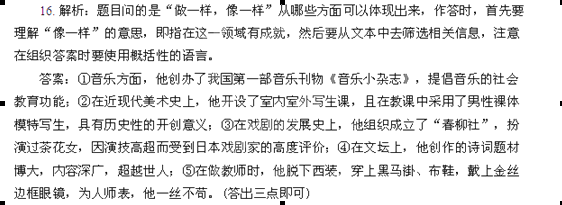 16. 解析：题目问的是“做一样，像一样”从哪些方面可以体现出来，作答时，首先要
理解“像一样”的意思，即指在这一领域有成就，然后要从文本中去筛选相关信息，注意
在组织答案时要使用概括性的语言。
答案：①音乐方面，他创办了我国第一部音乐刊物《音乐小杂志》，提倡音乐的社会
教育功能；②在近现代美术史上，他开设了室内室外写生课，且在教课中采用了男性课体
模特写生，具有历史性的开创意义；③在戏剧的发展史上，他组织成立了“春柳社”，扮
演过茶花女，因演技高超而受到日本戏剧家的高度评价；④在文坛上，他创作的诗词题材
博大，内容深广，超越世人；⑤在做教师时，他脱下西装，穿上黑马褂、布鞋，戴上金丝
边框眼镜，为人师表，他一丝不苟。（答出三点即可）